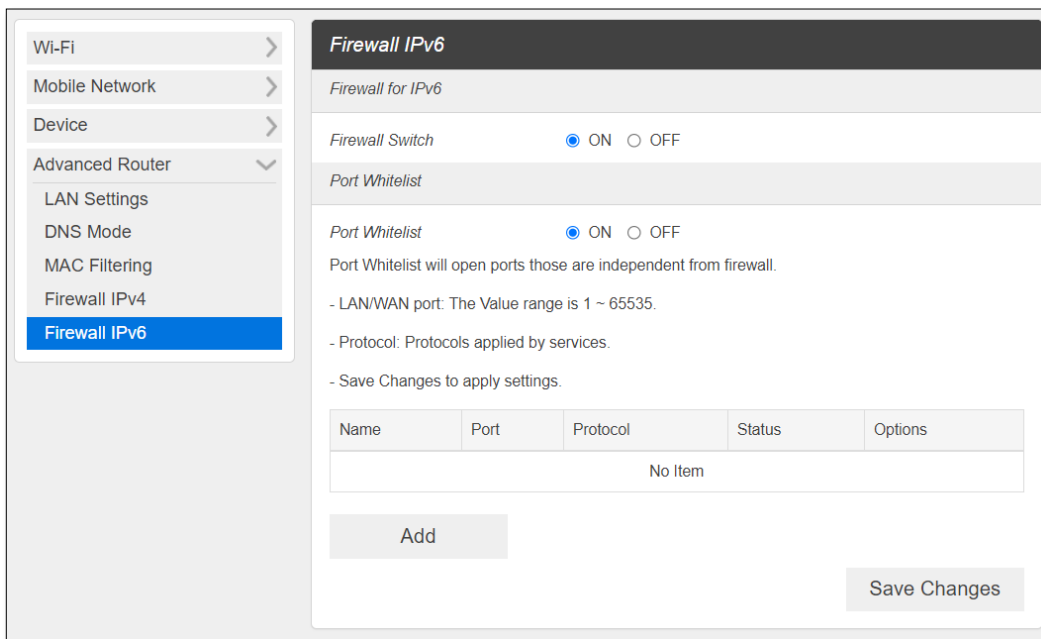 Wi-Fi
Mobile Network
Device
Advanced Router
LAN Settings
DNS Mode
MAC Filtering
Firewall IPv4
Firewall IPv6
Firewall IPv6
Firewall for IPv6
Firewall Switch ON OFF
Port Whitelist
Port Whitelist ON OFF
Port Whitelist will open ports those are independent from firewall.
- LAN/WAN port: The Value range is 1 ~ 65535.
- Protocol: Protocols applied by services.
- Save Changes to apply settings.
Name Port Protocol Status Options
No Item
Add
Save Changes